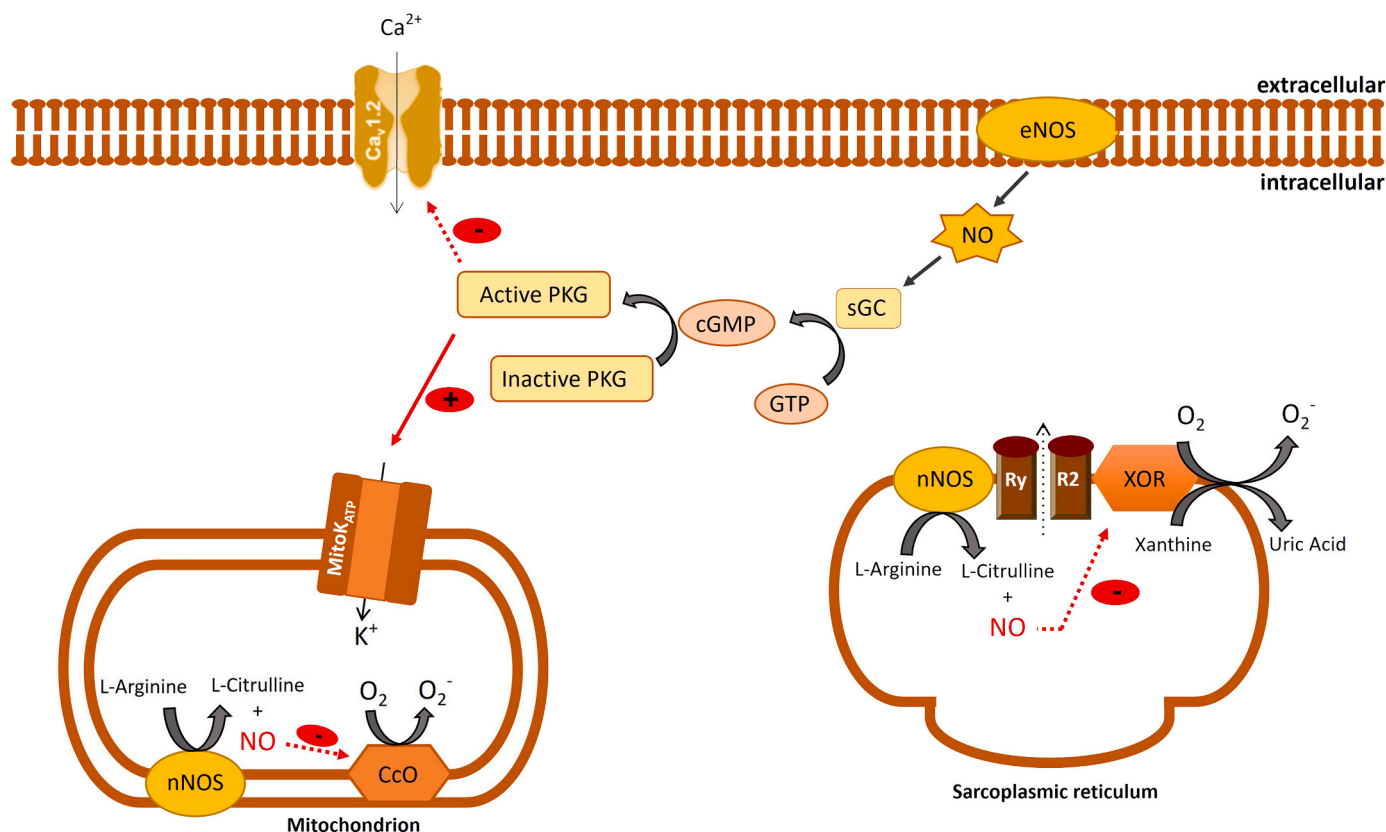 Ca²⁺
extracellular
Caᵥ1.2
eNOS
intracellular
-
NO
Active PKG
sGC
cGMP
Inactive PKG
+
GTP
O₂
O₂⁻
nNOS
Ry
R2
XOR
MitoK_ATP
Xanthine
Uric Acid
L-Arginine
L-Citrulline
+
-
NO
K⁺
L-Arginine
L-Citrulline
+
O₂
O₂⁻
NO
-
nNOS
CcO
Sarcoplasmic reticulum
Mitochondrion